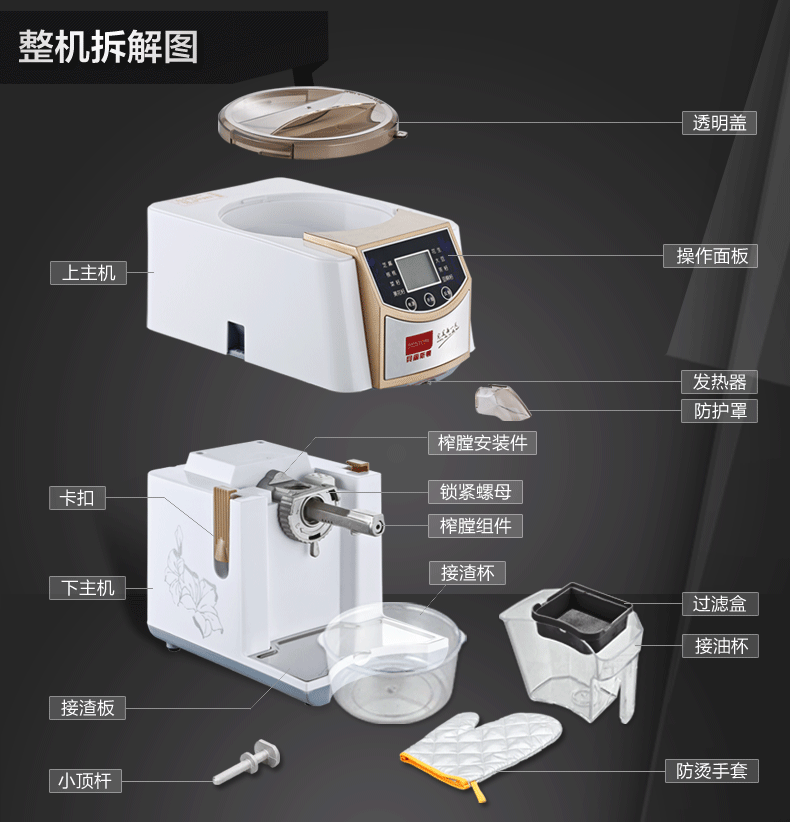 整机拆解图
透明盖
操作面板
上主机
发热器
防护罩
榨膛安装件
锁紧螺母
卡扣
榨膛组件
接渣杯
下主机
过滤盒
接油杯
接渣板
防烫手套
小顶杆